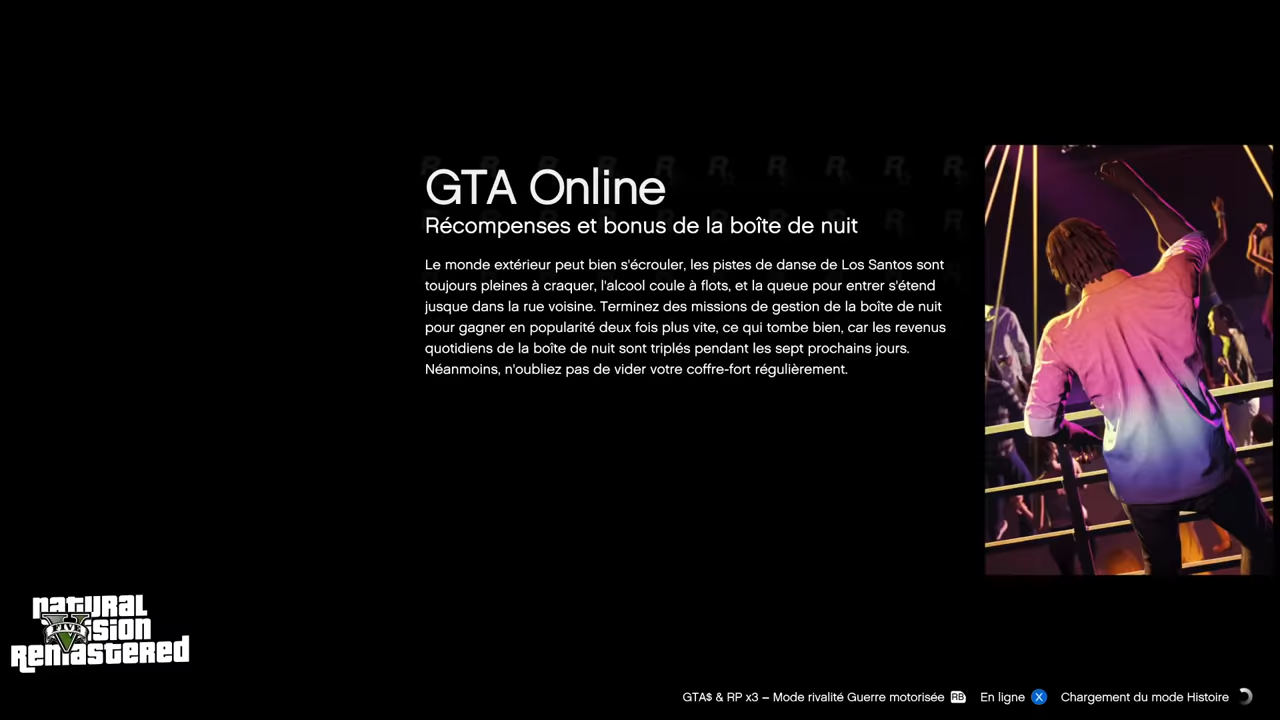 GTA Online
Récompenses et bonus de la boîte de nuit
Le monde extérieur peut bien s'écrouler, les pistes de danse de Los Santos sont
toujours pleines à craquer, l'alcool coule à flots, et la queue pour entrer s'étend
jusque dans la rue voisine. Terminez des missions de gestion de la boîte de nuit
pour gagner en popularité deux fois plus vite, ce qui tombe bien, car les revenus
quotidiens de la boîte de nuit sont triplés pendant les sept prochains jours.
Néanmoins, n'oubliez pas de vider votre coffre-fort régulièrement.
natural
V FIVE ision
Remastered
GTA$ & RP x3 – Mode rivalité Guerre motorisée RB En ligne X Chargement du mode Histoire